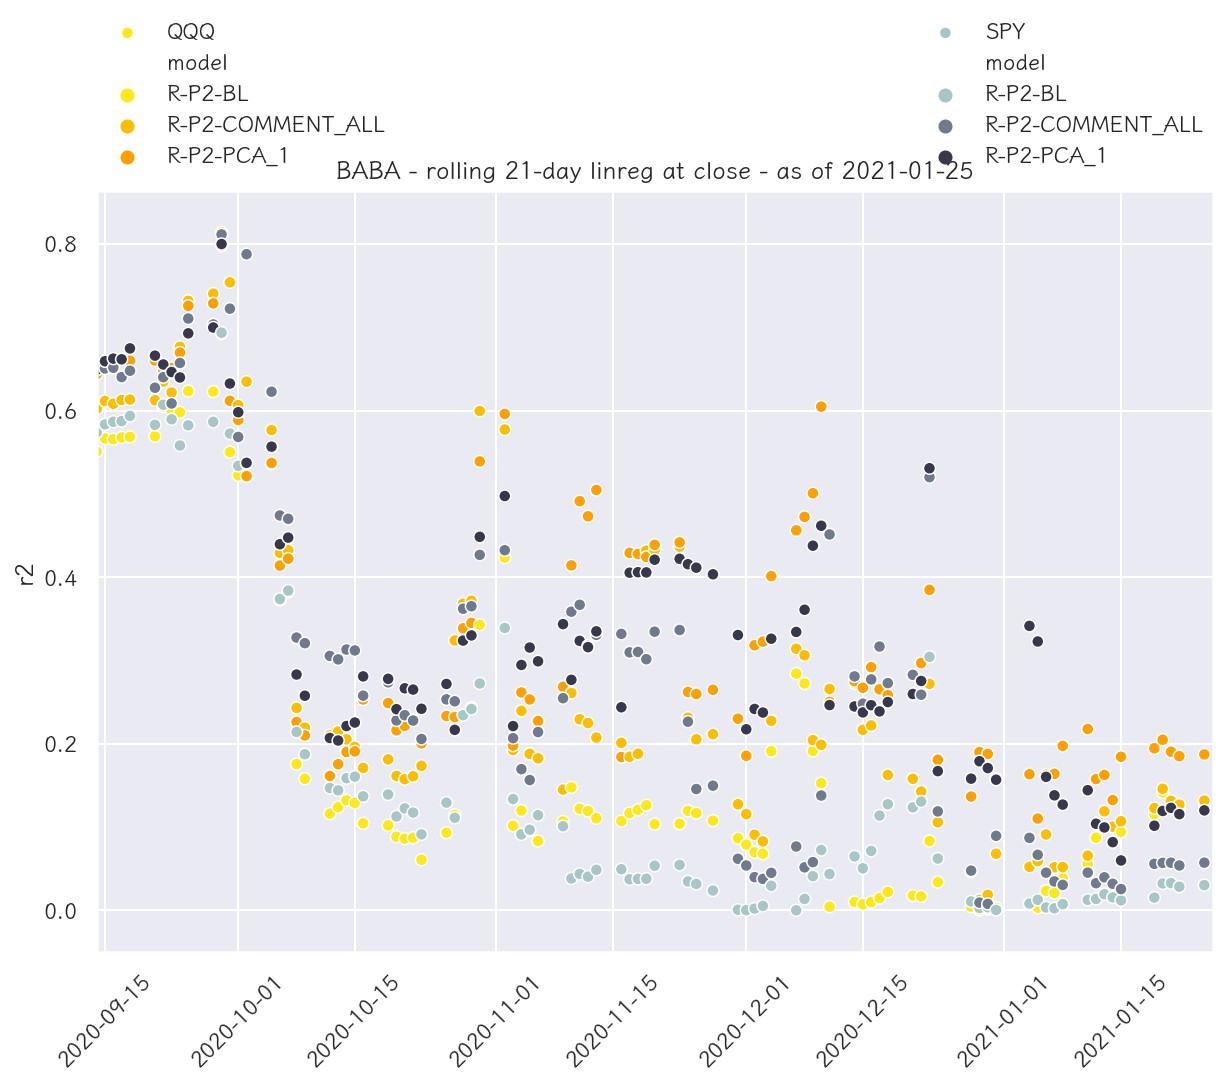 QQQ
model
R-P2-BL
R-P2-COMMENT_ALL
R-P2-PCA_1
SPY
model
R-P2-BL
R-P2-COMMENT_ALL
R-P2-PCA_1
BABA - rolling 21-day linreg at close - as of 2021-01-25
r2
0.8
0.6
0.4
0.2
0.0
2020-09-15
2020-10-01
2020-10-15
2020-11-01
2020-11-15
2020-12-01
2020-12-15
2021-01-01
2021-01-15